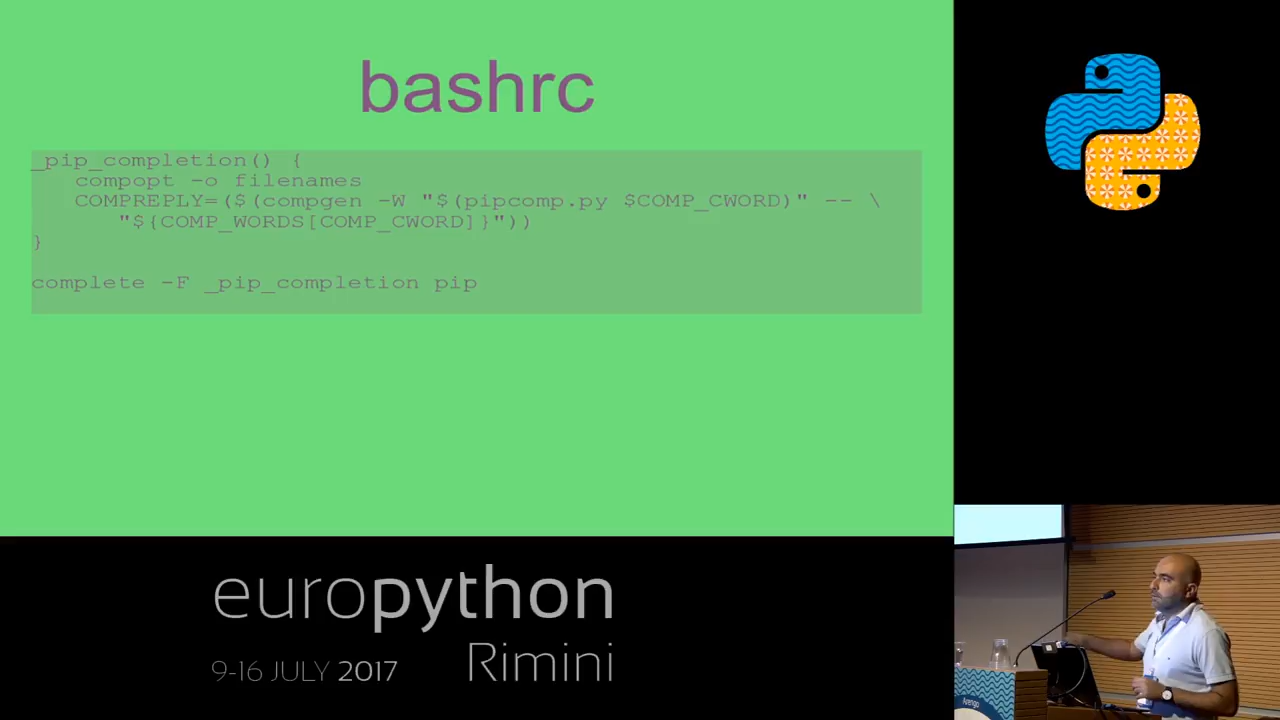 bashrc
_pip_completion() {
   compopt -o filenames
   COMPREPLY=($(compgen -W "$(pipcomp.py $COMP_CWORD)" -- \
      "${COMP_WORDS[COMP_CWORD]}"))
}
complete -F _pip_completion pip
europython
9-16 JULY 2017 Rimini
Arengo